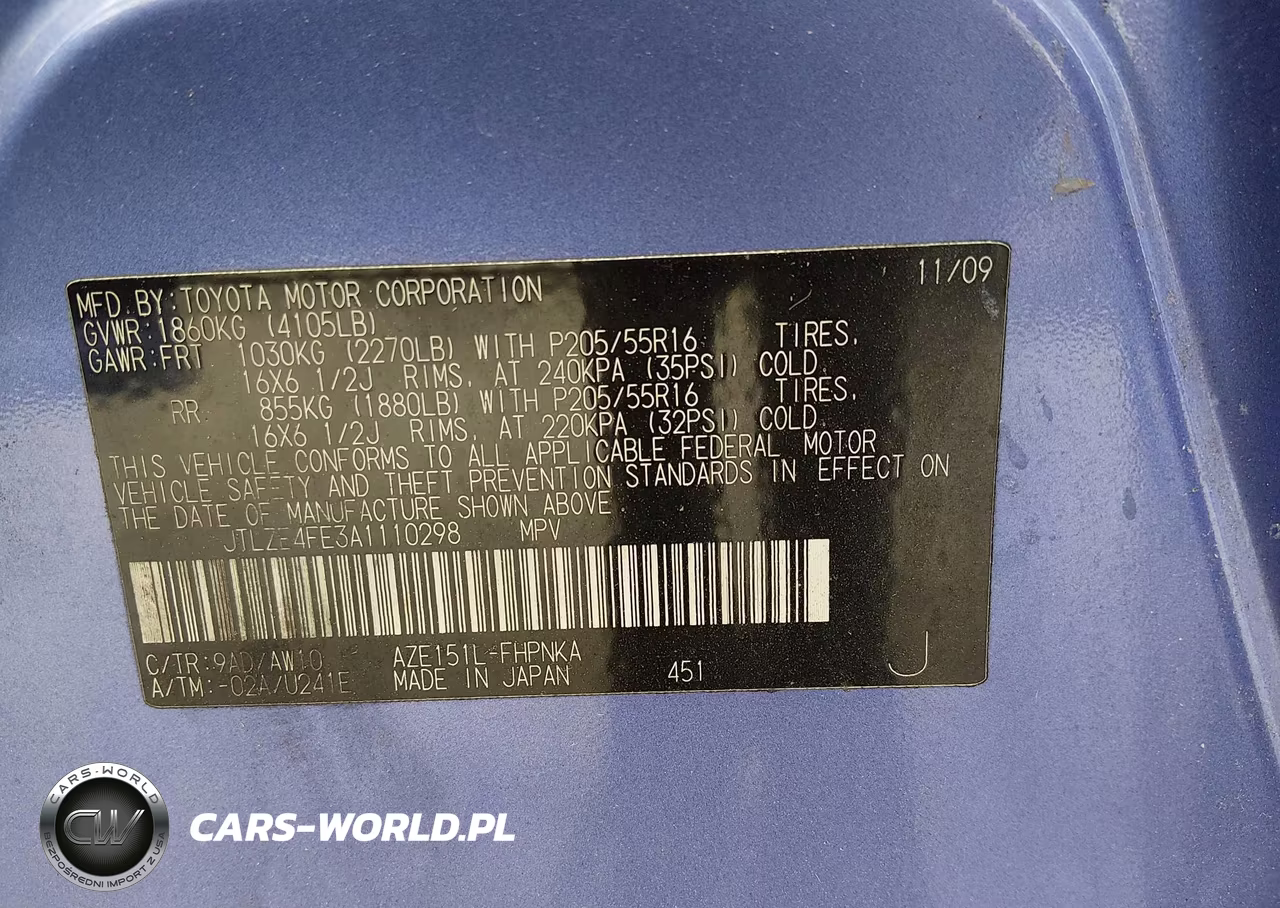 11/09
MFD. BY: TOYOTA MOTOR CORPORATION
GVWR: 1860KG (4105LB)
GAWR: FRT 1030KG (2270LB) WITH P205/55R16 TIRES,
16X6 1/2J RIMS, AT 240KPA (35PSI) COLD.
RR: 855KG (1880LB) WITH P205/55R16 TIRES,
16X6 1/2J RIMS, AT 220KPA (32PSI) COLD.
THIS VEHICLE CONFORMS TO ALL APPLICABLE FEDERAL MOTOR
VEHICLE SAFETY AND THEFT PREVENTION STANDARDS IN EFFECT ON
THE DATE OF MANUFACTURE SHOWN ABOVE.
JTLZE4FE3A1110298 MPV
C/TR: 9AD/AW10 AZE151L-FHPNKA
A/TM: -02A/U241E MADE IN JAPAN 451 J
CARS-WORLD
CW
BEZPOŚREDNI IMPORT Z USA
CARS-WORLD.PL